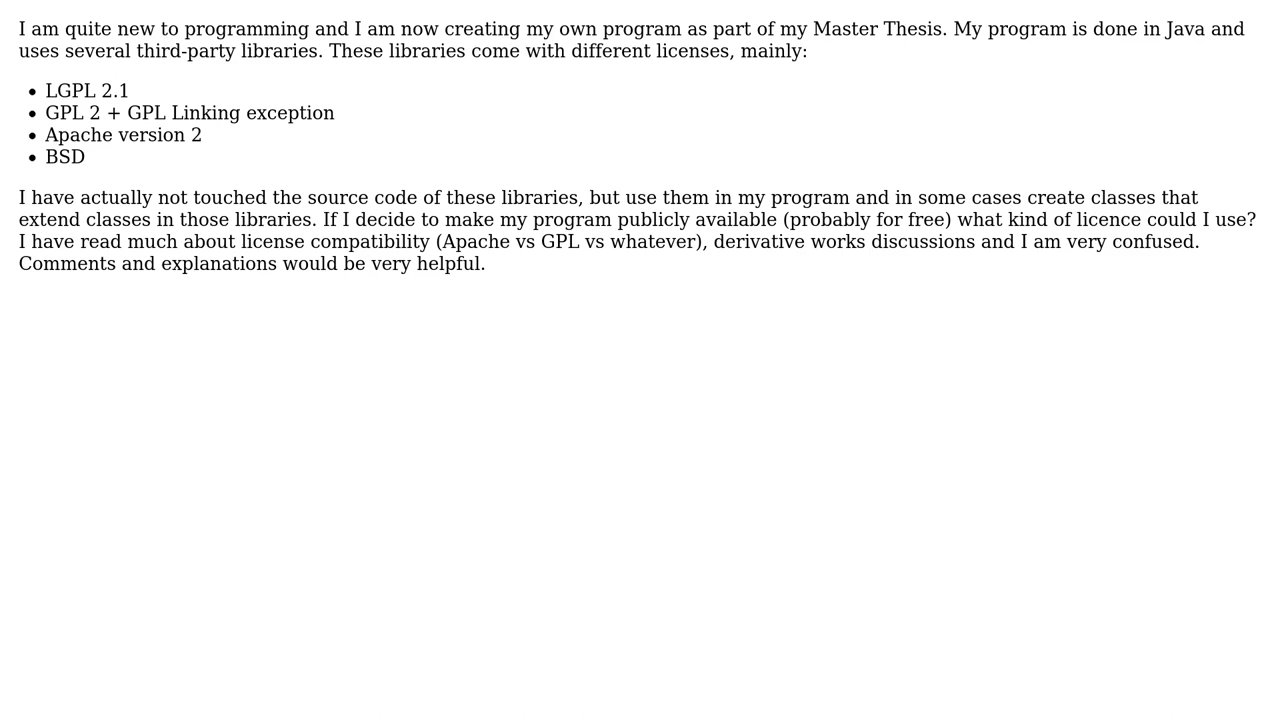 I am quite new to programming and I am now creating my own program as part of my Master Thesis. My program is done in Java and
uses several third-party libraries. These libraries come with different licenses, mainly:
• LGPL 2.1
• GPL 2 + GPL Linking exception
• Apache version 2
• BSD
I have actually not touched the source code of these libraries, but use them in my program and in some cases create classes that
extend classes in those libraries. If I decide to make my program publicly available (probably for free) what kind of licence could I use?
I have read much about license compatibility (Apache vs GPL vs whatever), derivative works discussions and I am very confused.
Comments and explanations would be very helpful.